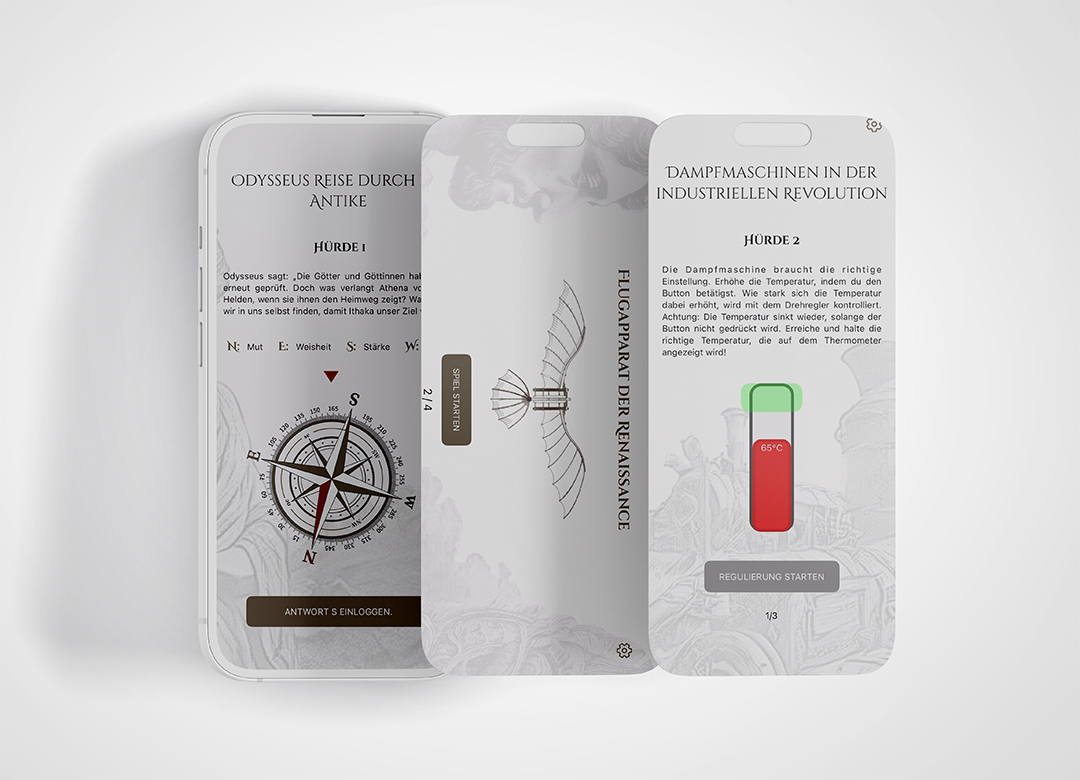 Odysseus Reise durch
Antike
Hürde 1
Odysseus sagt: „Die Götter und Göttinnen
erneut geprüft. Doch was verlangt Athena
Helden, wenn sie ihnen den Heimweg zeigt?
wir in uns selbst finden, damit Ithaka unser Ziel
N: Mut E: Weisheit S: Stärke W:
S
E
W
N
ANTWORT S EINLOGGEN.
Flugapparat der Renaissance
SPIEL STARTEN
2 / 4
Dampfmaschinen in der
industriellen Revolution
Hürde 2
Die Dampfmaschine braucht die richtige
Einstellung. Erhöhe die Temperatur, indem du den
Button betätigst. Wie stark sich die Temperatur
dabei erhöht, wird mit dem Drehregler kontrolliert.
Achtung: Die Temperatur sinkt wieder, solange der
Button nicht gedrückt wird. Erreiche und halte die
richtige Temperatur, die auf dem Thermometer
angezeigt wird!
65°C
REGULIERUNG STARTEN
1/3